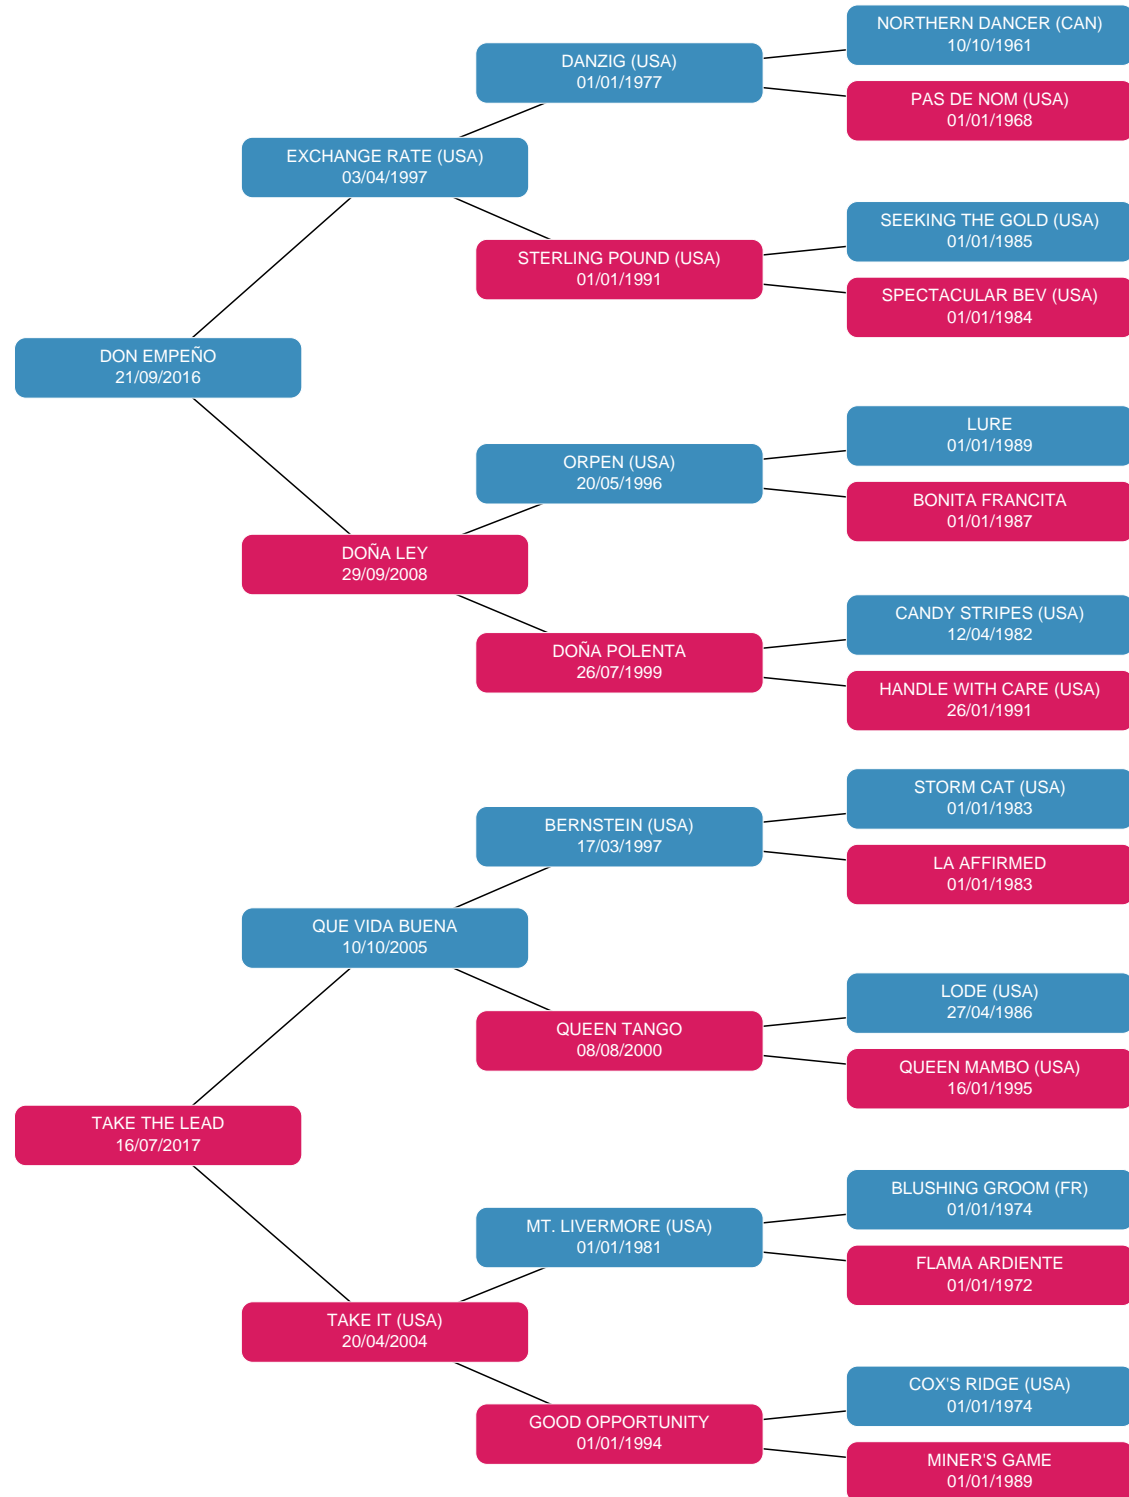 NORTHERN DANCER (CAN)
10/10/1961
DANZIG (USA)
01/01/1977
PAS DE NOM (USA)
01/01/1968
EXCHANGE RATE (USA)
03/04/1997
SEEKING THE GOLD (USA)
01/01/1985
STERLING POUND (USA)
01/01/1991
SPECTACULAR BEV (USA)
01/01/1984
DON EMPEÑO
21/09/2016
LURE
01/01/1989
ORPEN (USA)
20/05/1996
BONITA FRANCITA
01/01/1987
DOÑA LEY
29/09/2008
CANDY STRIPES (USA)
12/04/1982
DOÑA POLENTA
26/07/1999
HANDLE WITH CARE (USA)
26/01/1991
STORM CAT (USA)
01/01/1983
BERNSTEIN (USA)
17/03/1997
LA AFFIRMED
01/01/1983
QUE VIDA BUENA
10/10/2005
LODE (USA)
27/04/1986
QUEEN TANGO
08/08/2000
QUEEN MAMBO (USA)
16/01/1995
TAKE THE LEAD
16/07/2017
BLUSHING GROOM (FR)
01/01/1974
MT. LIVERMORE (USA)
01/01/1981
FLAMA ARDIENTE
01/01/1972
TAKE IT (USA)
20/04/2004
COX'S RIDGE (USA)
01/01/1974
GOOD OPPORTUNITY
01/01/1994
MINER'S GAME
01/01/1989